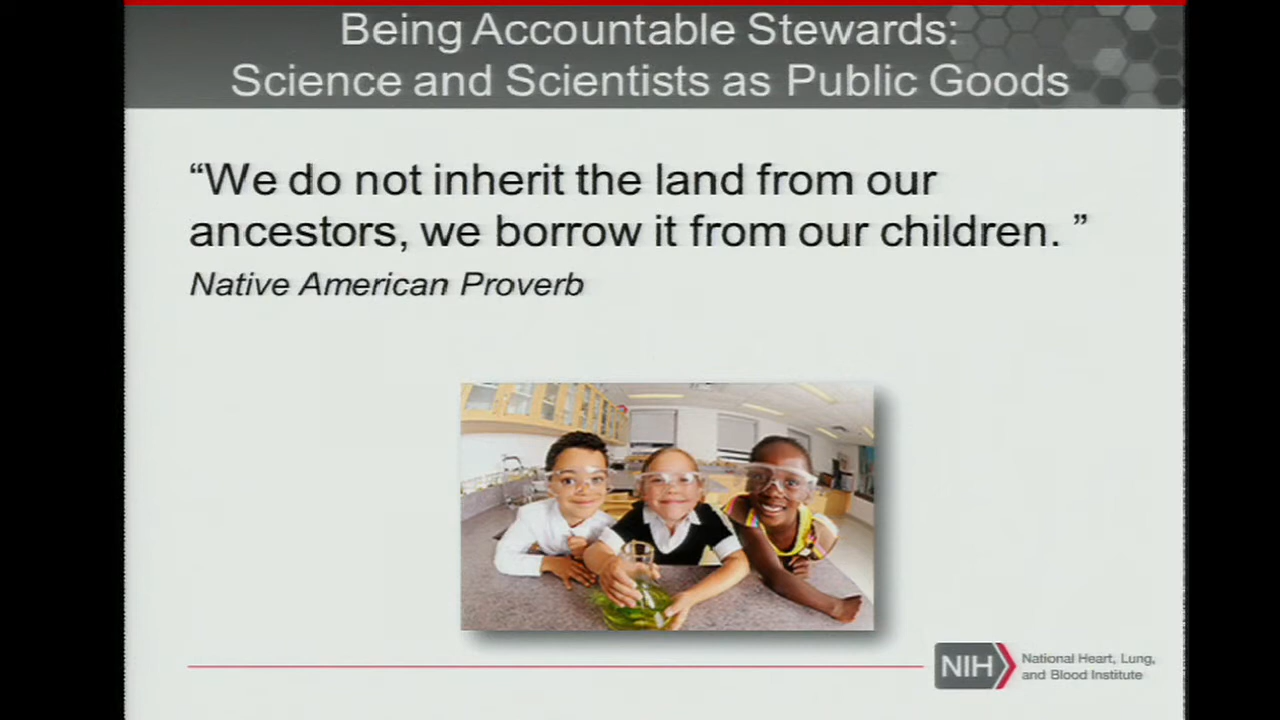 Being Accountable Stewards:
Science and Scientists as Public Goods
“We do not inherit the land from our
ancestors, we borrow it from our children. ”
Native American Proverb
NIH
National Heart, Lung,
and Blood Institute